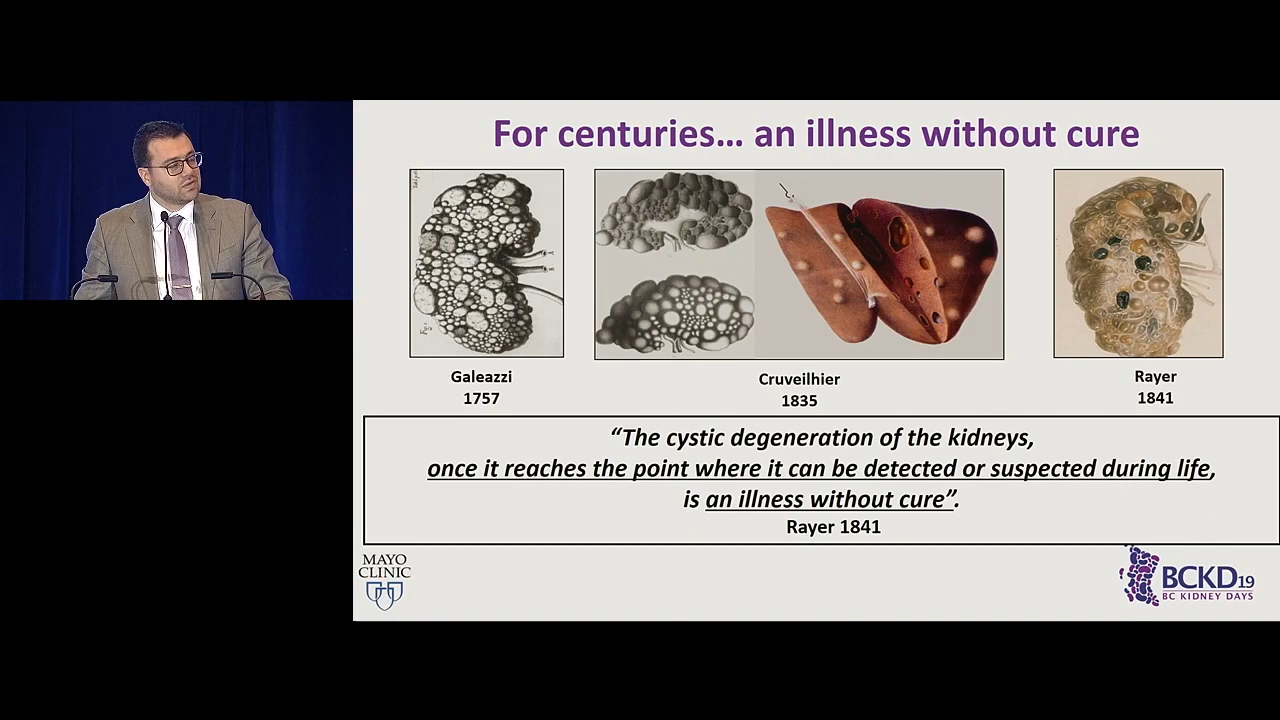 For centuries… an illness without cure
Galeazzi
1757
Cruveilhier
1835
Rayer
1841
“The cystic degeneration of the kidneys,
once it reaches the point where it can be detected or suspected during life,
is an illness without cure”.
Rayer 1841
MAYO
CLINIC
BCKD19
BC KIDNEY DAYS